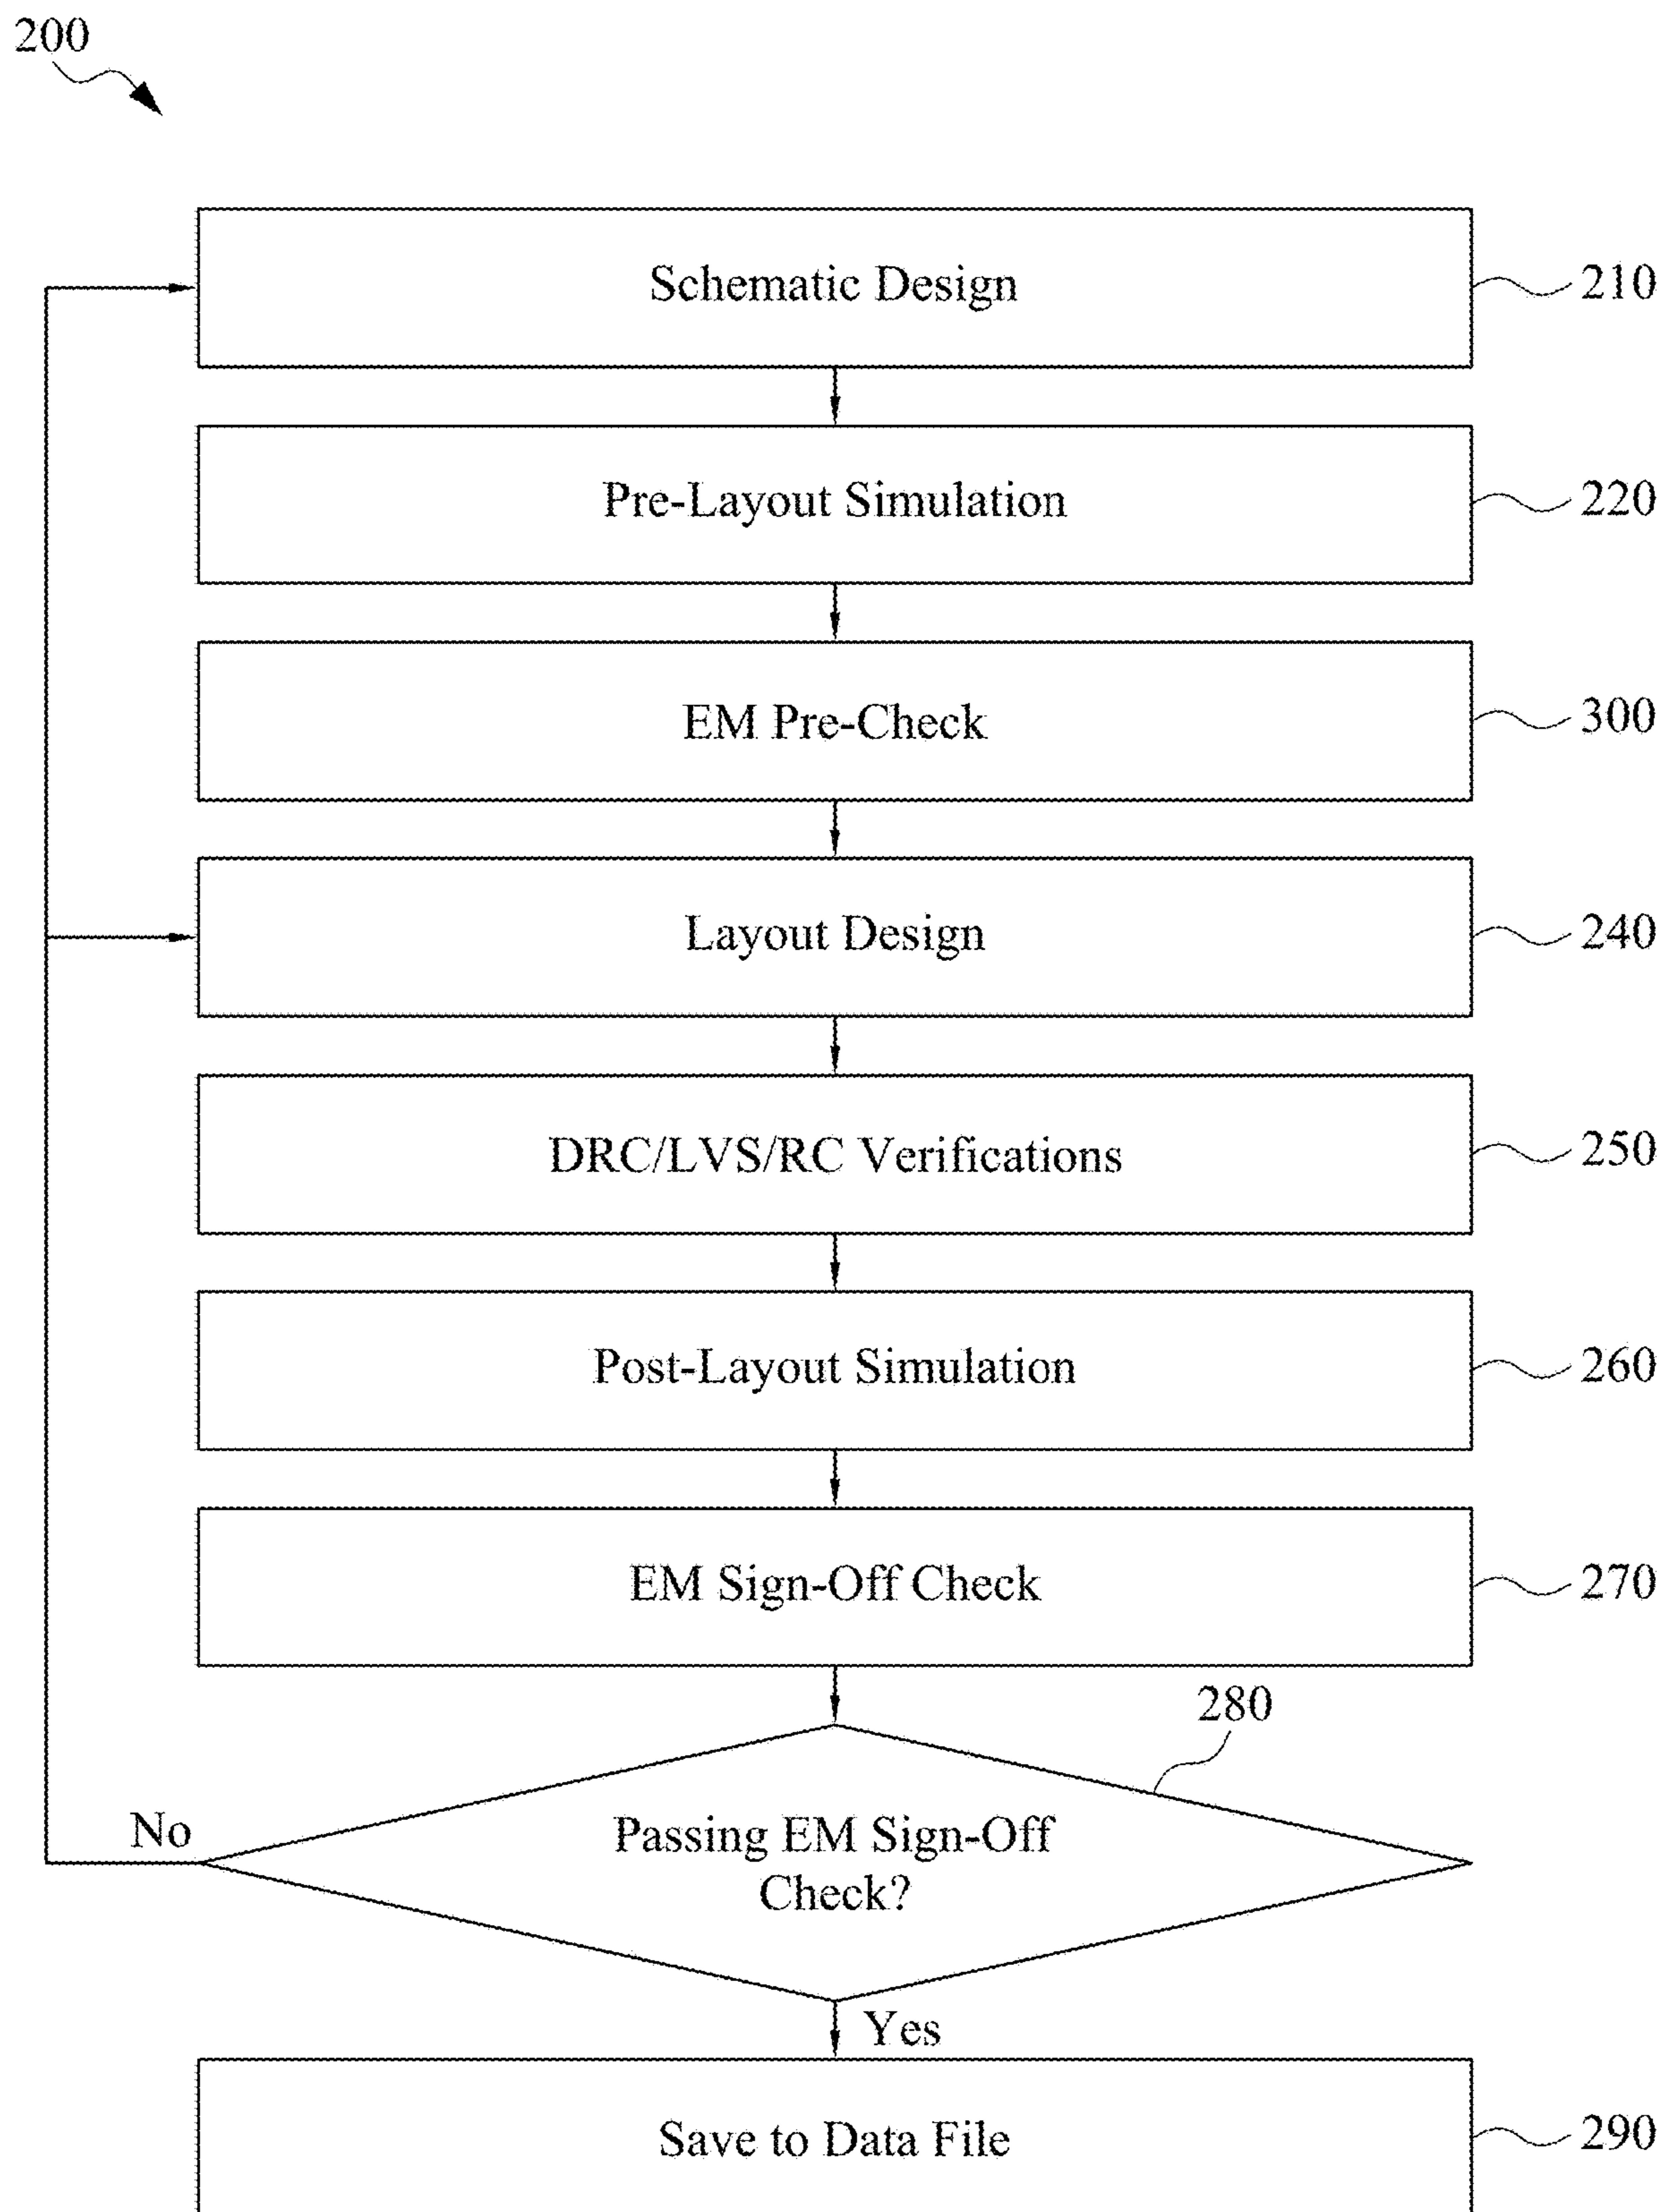 200
Schematic Design
210
Pre-Layout Simulation
220
EM Pre-Check
300
Layout Design
240
DRC/LVS/RC Verifications
250
Post-Layout Simulation
260
EM Sign-Off Check
270
280
No
Passing EM Sign-Off
Check?
Yes
Save to Data File
290